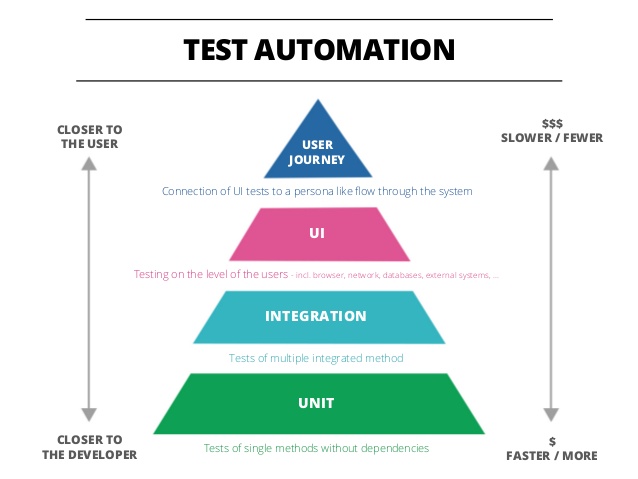 TEST AUTOMATION
CLOSER TO
THE USER
$$$
SLOWER / FEWER
USER
JOURNEY
Connection of UI tests to a persona like flow through the system
UI
Testing on the level of the users - incl. browser, network, databases, external systems, ...
INTEGRATION
Tests of multiple integrated method
UNIT
CLOSER TO
THE DEVELOPER
$
FASTER / MORE
Tests of single methods without dependencies